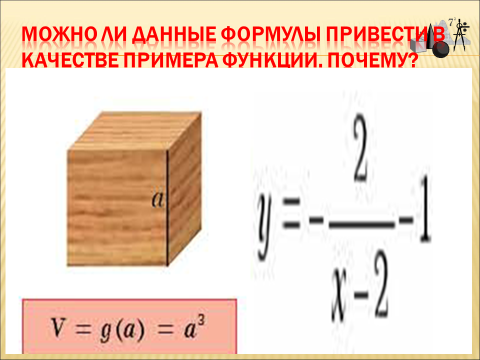 МОЖНО ЛИ ДАННЫЕ ФОРМУЛЫ ПРИВЕСТИ В
КАЧЕСТВЕ ПРИМЕРА ФУНКЦИИ. ПОЧЕМУ?
a
V = g(a) = a³
y = - 2/(x - 2) - 1